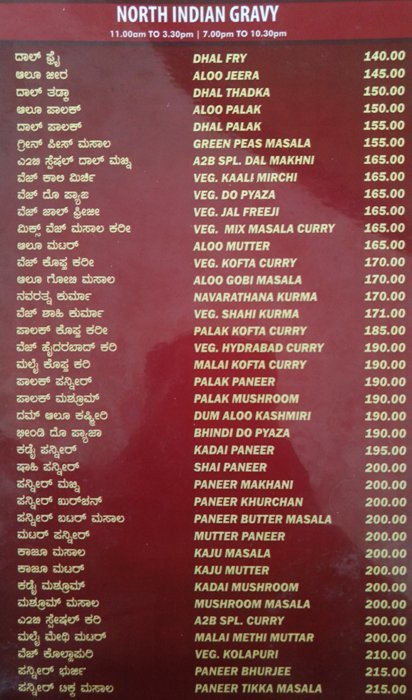 NORTH INDIAN GRAVY
11.00am TO 3.30pm | 7.00pm TO 10.30pm
ದಾಲ್ ಫ್ರೈ DHAL FRY 140.00
ಆಲೂ ಜೀರ ALOO JEERA 145.00
ದಾಲ್ ತಡ್ಕಾ DHAL THADKA 150.00
ಆಲೂ ಪಾಲಕ್ ALOO PALAK 150.00
ದಾಲ್ ಪಾಲಕ್ DHAL PALAK 155.00
ಗ್ರೀನ್ ಪೀಸ್ ಮಸಾಲ GREEN PEAS MASALA 155.00
ಎ೨ಬಿ ಸ್ಪೆಷಲ್ ದಾಲ್ ಮಖ್ನಿ A2B SPL. DAL MAKHNI 165.00
ವೆಜ್ ಕಾಲಿ ಮಿರ್ಚಿ VEG. KAALI MIRCHI 165.00
ವೆಜ್ ದೊ ಪ್ಯಾಜ VEG. DO PYAZA 165.00
ವೆಜ್ ಜಾಲ್ ಫ್ರೀಜೀ VEG. JAL FREEJI 165.00
ಮಿಕ್ಸ್ ವೆಜ್ ಮಸಾಲ ಕರೀ VEG. MIX MASALA CURRY 165.00
ಆಲೂ ಮಟರ್ ALOO MUTTER 165.00
ವೆಜ್ ಕೊಫ್ತ ಕರೀ VEG. KOFTA CURRY 170.00
ಆಲೂ ಗೋಬಿ ಮಸಾಲ ALOO GOBI MASALA 170.00
ನವರತ್ನ ಕುರ್ಮಾ NAVARATHANA KURMA 170.00
ವೆಜ್ ಶಾಹಿ ಕುರ್ಮಾ VEG. SHAHI KURMA 171.00
ಪಾಲಕ್ ಕೊಫ್ತ ಕರೀ PALAK KOFTA CURRY 185.00
ವೆಜ್ ಹೈದರಬಾದ್ ಕರಿ VEG. HYDRABAD CURRY 190.00
ಮಲೈ ಕೊಫ್ತ ಕರಿ MALAI KOFTA CURRY 190.00
ಪಾಲಕ್ ಪನ್ನೀರ್ PALAK PANEER 190.00
ಪಾಲಕ್ ಮಶ್ರೂಮ್ PALAK MUSHROOM 190.00
ದಮ್ ಆಲೂ ಕಷ್ಮೀರಿ DUM ALOO KASHMIRI 190.00
ಭೀಂಡಿ ದೊ ಪ್ಯಾಜಾ BHINDI DO PYAZA 190.00
ಕಡೈ ಪನ್ನೀರ್ KADAI PANEER 195.00
ಷಾಹಿ ಪನ್ನೀರ್ SHAI PANEER 200.00
ಪನ್ನೀರ್ ಮಖ್ನಿ PANEER MAKHANI 200.00
ಪನ್ನೀರ್ ಖುರ್ಚನ್ PANEER KHURCHAN 200.00
ಪನ್ನೀರ್ ಬಟರ್ ಮಸಾಲ PANEER BUTTER MASALA 200.00
ಮಟರ್ ಪನ್ನೀರ್ MUTTER PANEER 200.00
ಕಾಜೂ ಮಸಾಲ KAJU MASALA 200.00
ಕಾಜೂ ಮಟರ್ KAJU MUTTER 200.00
ಕಡೈ ಮಶ್ರೂಮ್ KADAI MUSHROOM 200.00
ಮಶ್ರೂಮ್ ಮಸಾಲ MUSHROOM MASALA 200.00
ಎ೨ಬಿ ಸ್ಪೇಷಲ್ ಕರಿ A2B SPL. CURRY 200.00
ಮಲೈ ಮೇಥಿ ಮಟರ್ MALAI METHI MUTTAR 200.00
ವೆಜ್ ಕೊಲ್ಹಾಪುರಿ VEG. KOLAPURI 210.00
ಪನ್ನೀರ್ ಭುರ್ಜಿ PANEER BHURJEE 215.00
ಪನ್ನೀರ್ ಟಿಕ್ಕ ಮಸಾಲ PANEER TIKKA MASALA 215.00